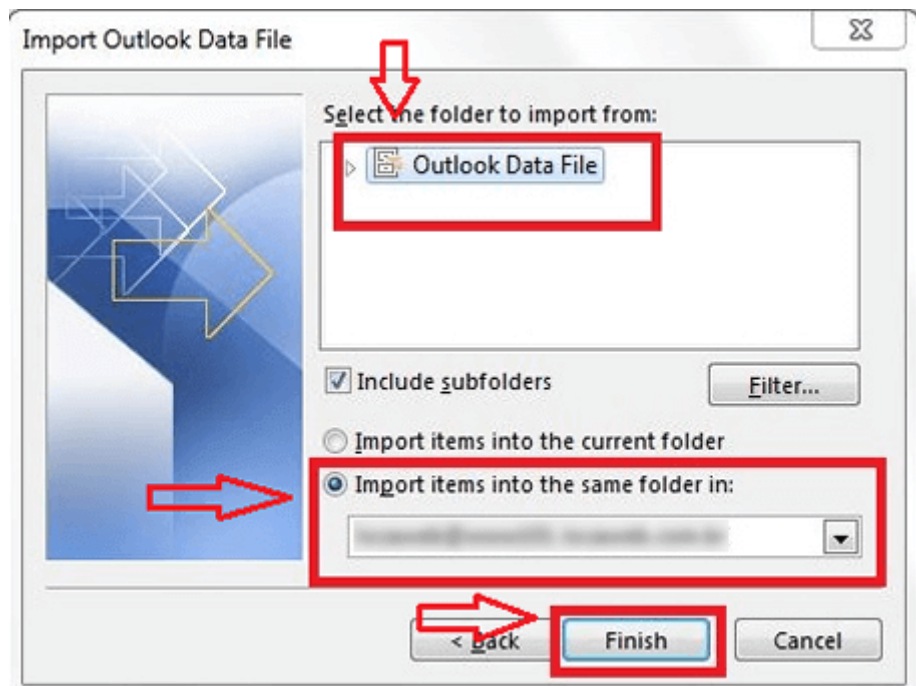 Import Outlook Data File
Select the folder to import from:
Outlook Data File
Include subfolders
Filter...
Import items into the current folder
Import items into the same folder in:
< Back Finish Cancel